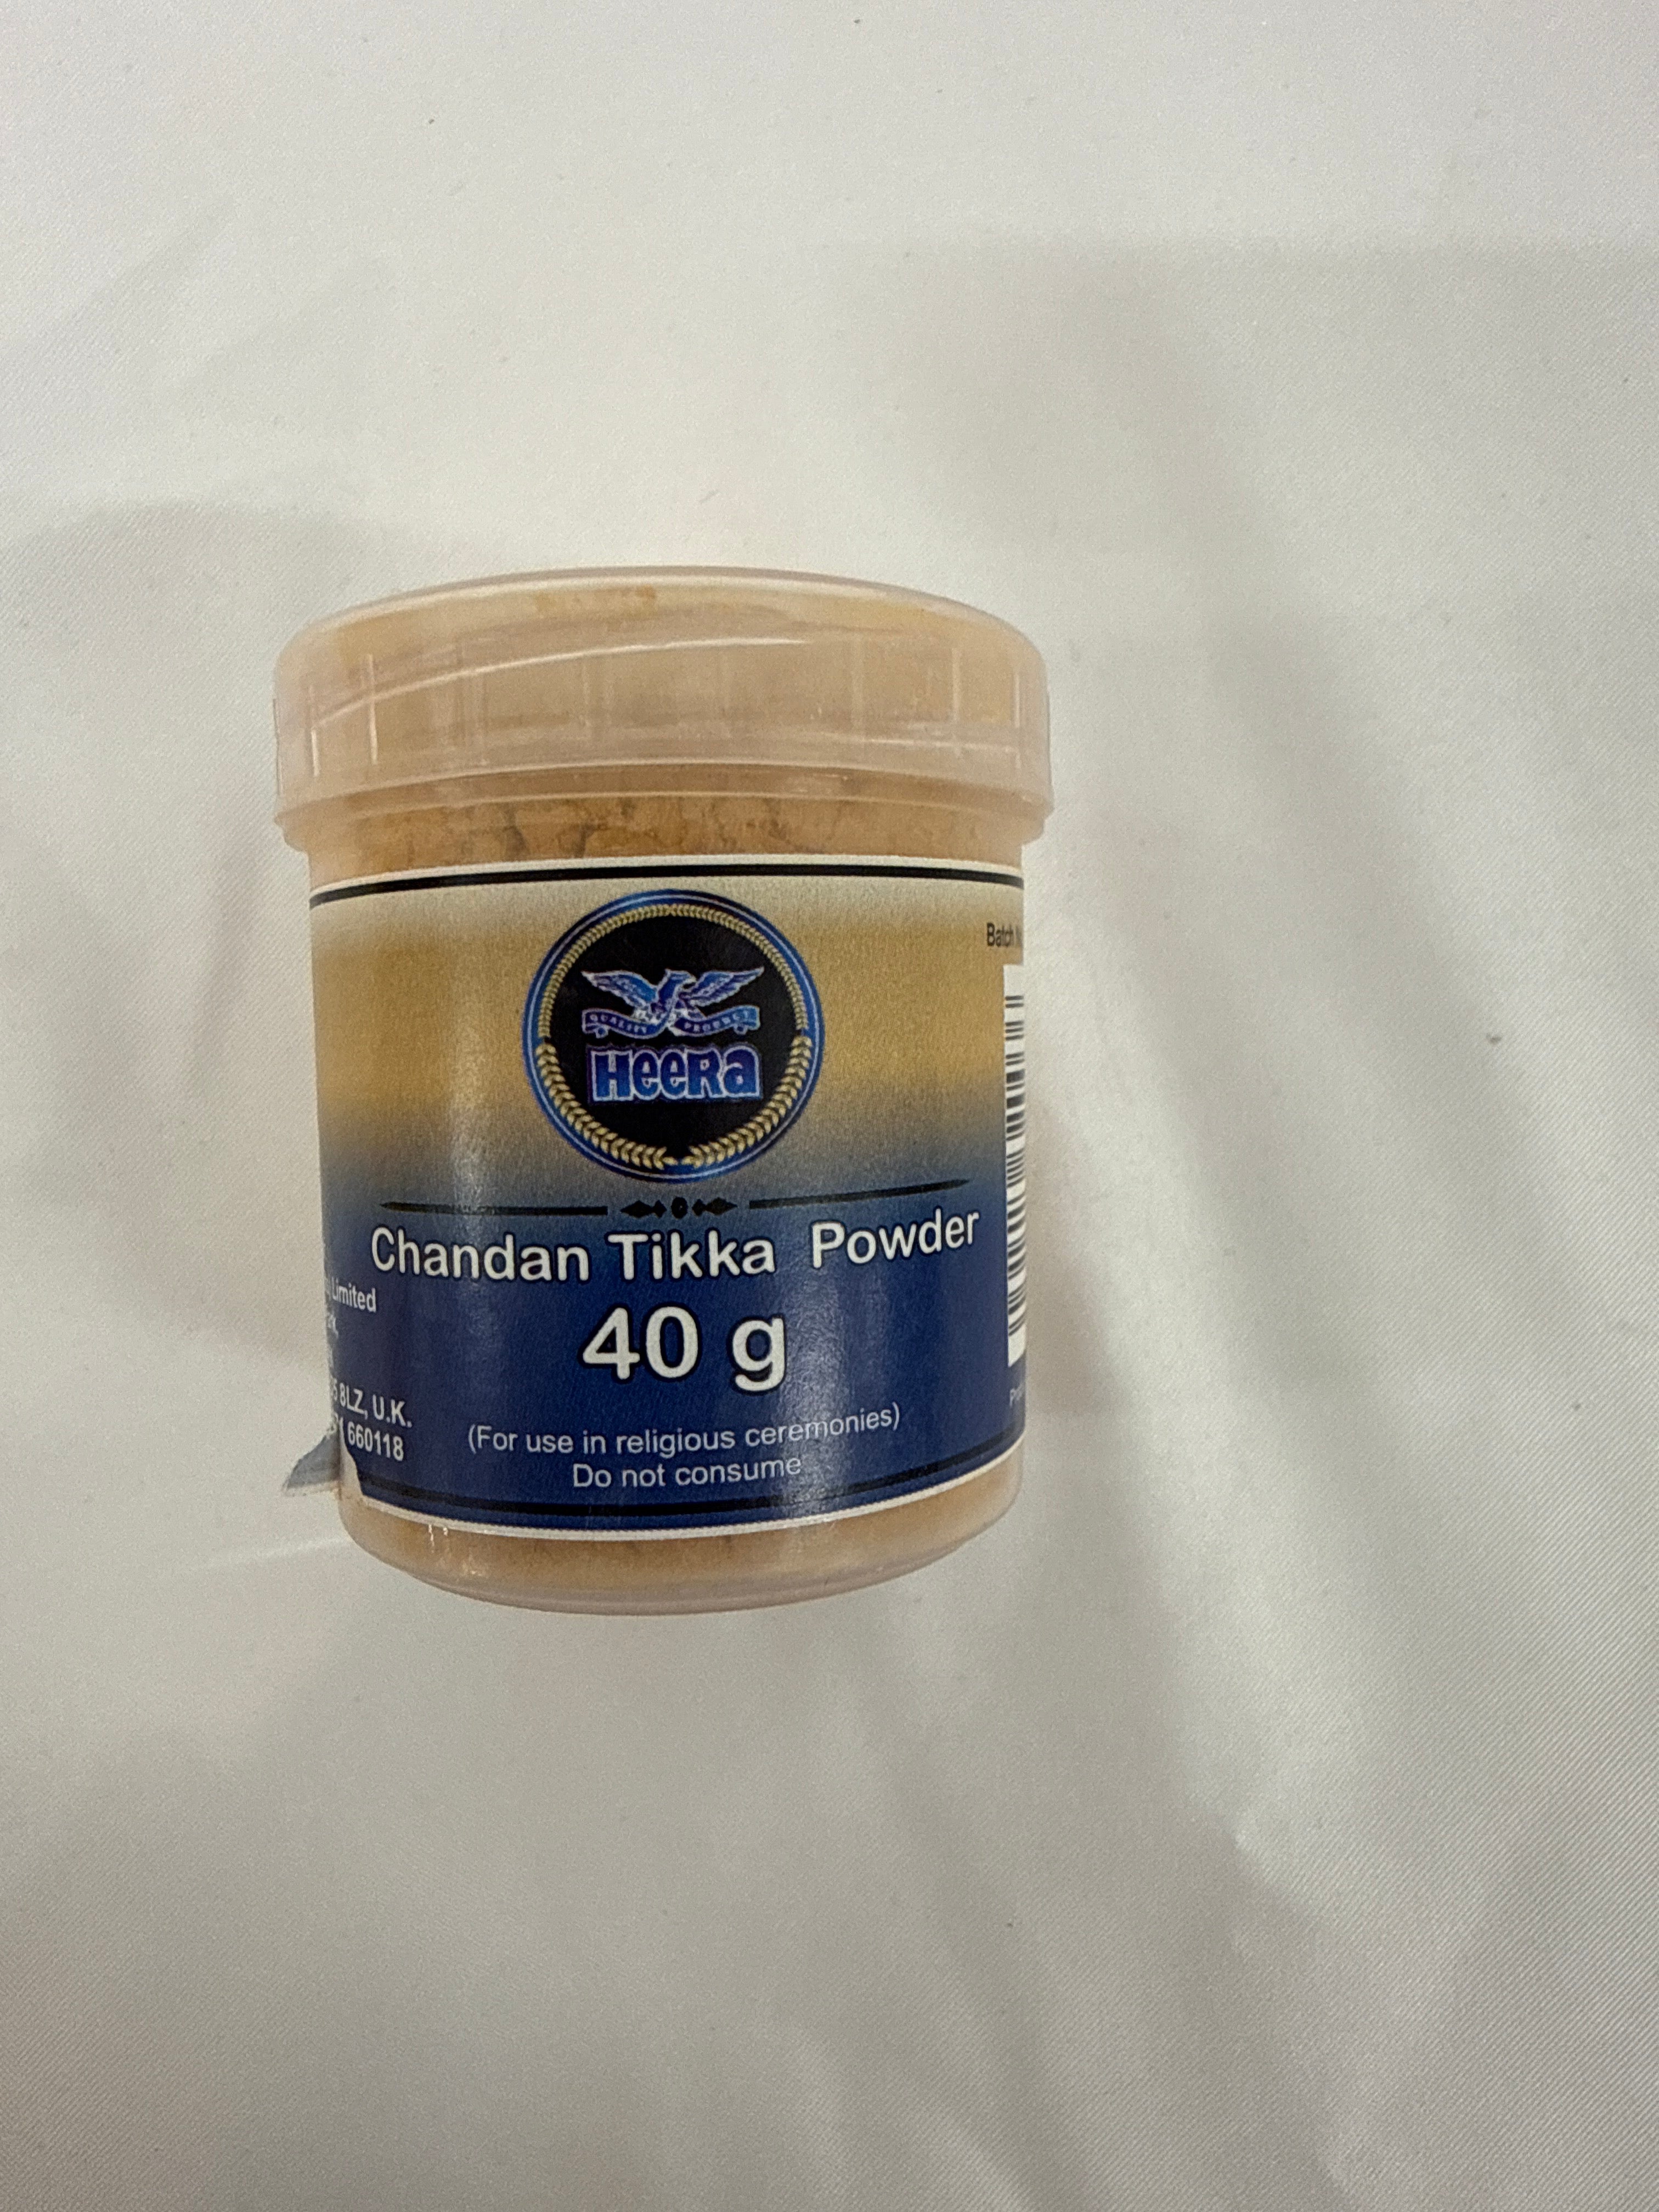 QUALITY PRODUCT
HEERA
Chandan Tikka Powder
40 g
(For use in religious ceremonies)
Do not consume
Limited
8LZ, U.K.
660118
Batch